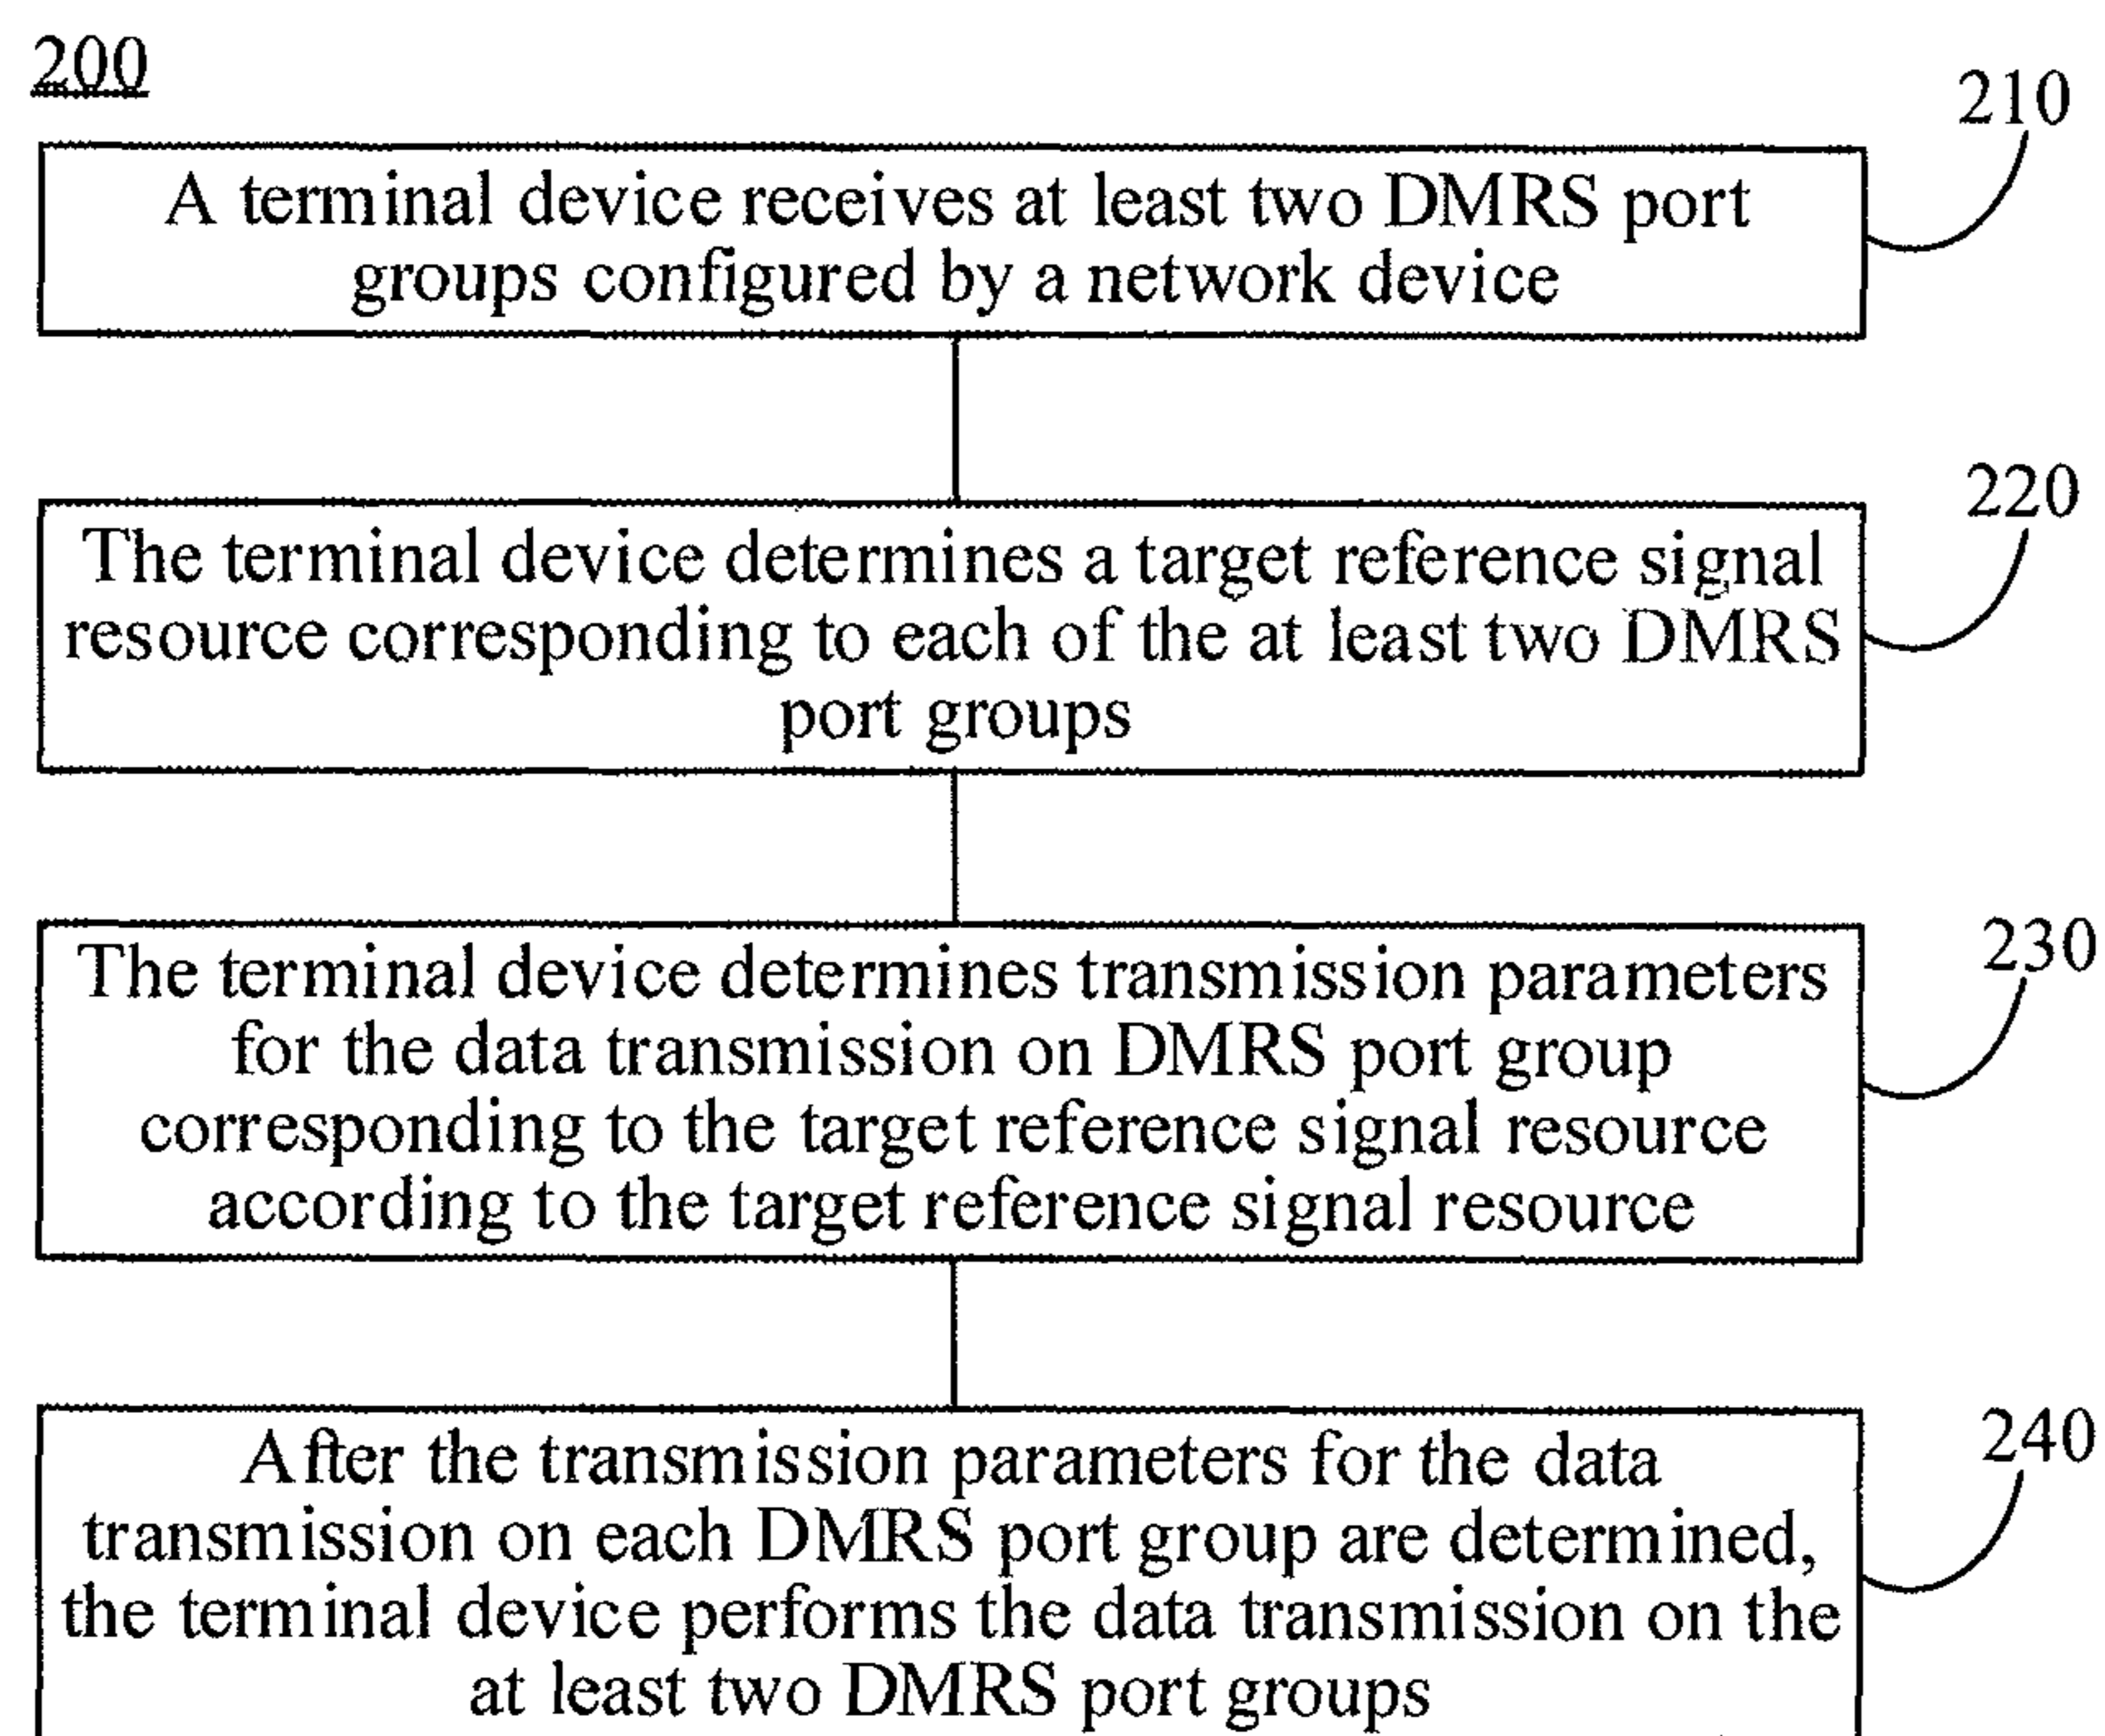 200
210
A terminal device receives at least two DMRS port
groups configured by a network device
220
The terminal device determines a target reference signal
resource corresponding to each of the at least two DMRS
port groups
230
The terminal device determines transmission parameters
for the data transmission on DMRS port group
corresponding to the target reference signal resource
according to the target reference signal resource
240
After the transmission parameters for the data
transmission on each DMRS port group are determined,
the terminal device performs the data transmission on the
at least two DMRS port groups